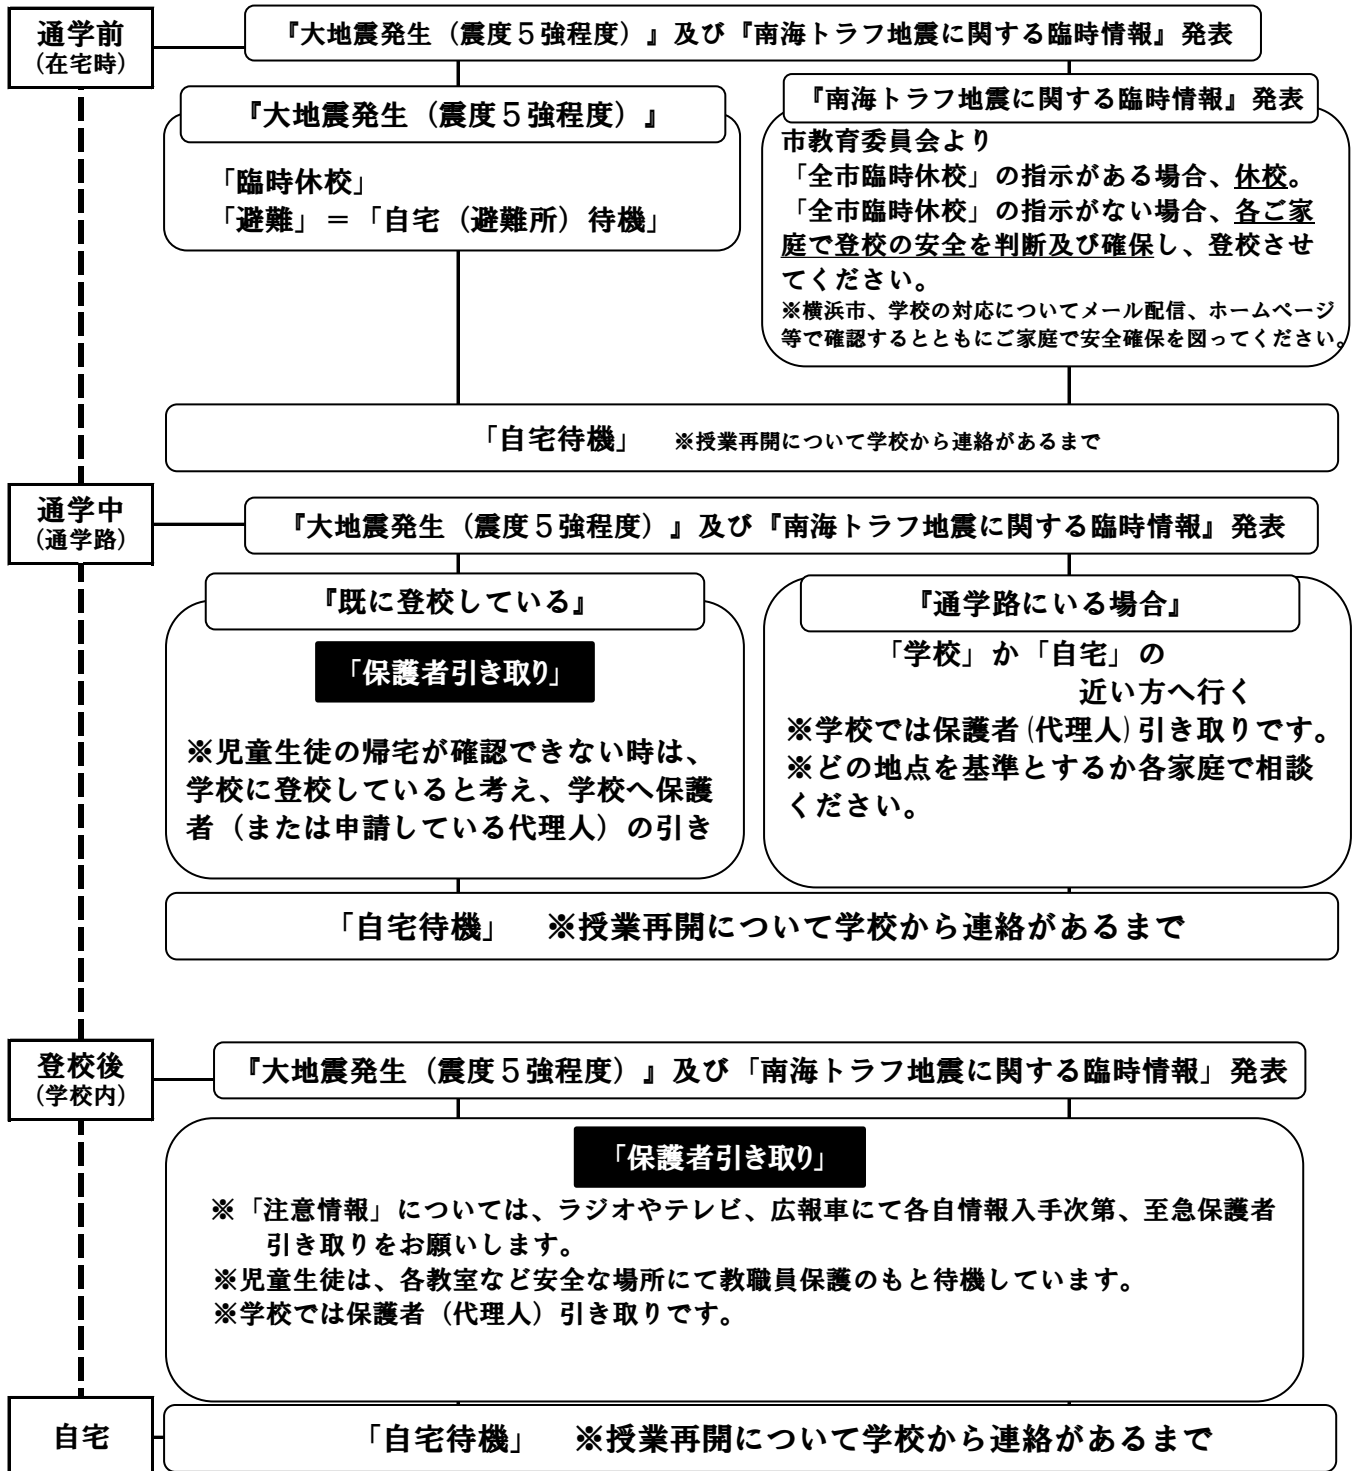 通学前
（在宅時）
『大地震発生（震度５強程度）』及び『南海トラフ地震に関する臨時情報』発表
『大地震発生（震度５強程度）』
「臨時休校」
「避難」＝「自宅（避難所）待機」
『南海トラフ地震に関する臨時情報』発表
市教育委員会より
「全市臨時休校」の指示がある場合、休校。
「全市臨時休校」の指示がない場合、各ご家
庭で登校の安全を判断及び確保し、登校させ
てください。
※横浜市、学校の対応についてメール配信、ホームページ
等で確認するとともにご家庭で安全確保を図ってください。
「自宅待機」　※授業再開について学校から連絡があるまで
通学中
（通学路）
『大地震発生（震度５強程度）』及び『南海トラフ地震に関する臨時情報』発表
『既に登校している』
「保護者引き取り」
※児童生徒の帰宅が確認できない時は、
学校に登校していると考え、学校へ保護
者（または申請している代理人）の引き
『通学路にいる場合』
「学校」か「自宅」の
近い方へ行く
※学校では保護者(代理人)引き取りです。
※どの地点を基準とするか各家庭で相談
ください。
「自宅待機」　※授業再開について学校から連絡があるまで
登校後
（学校内）
『大地震発生（震度５強程度）』及び「南海トラフ地震に関する臨時情報」発表
「保護者引き取り」
※「注意情報」については、ラジオやテレビ、広報車にて各自情報入手次第、至急保護者
引き取りをお願いします。
※児童生徒は、各教室など安全な場所にて教職員保護のもと待機しています。
※学校では保護者（代理人）引き取りです。
自宅
「自宅待機」　※授業再開について学校から連絡があるまで